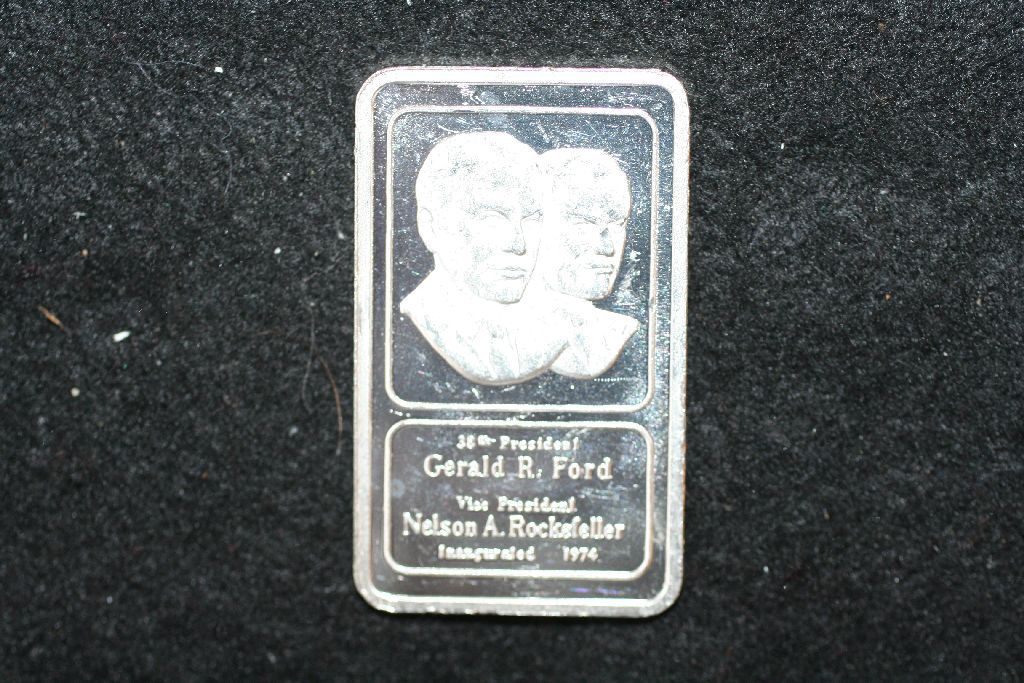 38th President
Gerald R. Ford
Vice President
Nelson A. Rockefeller
Inaugurated 1974